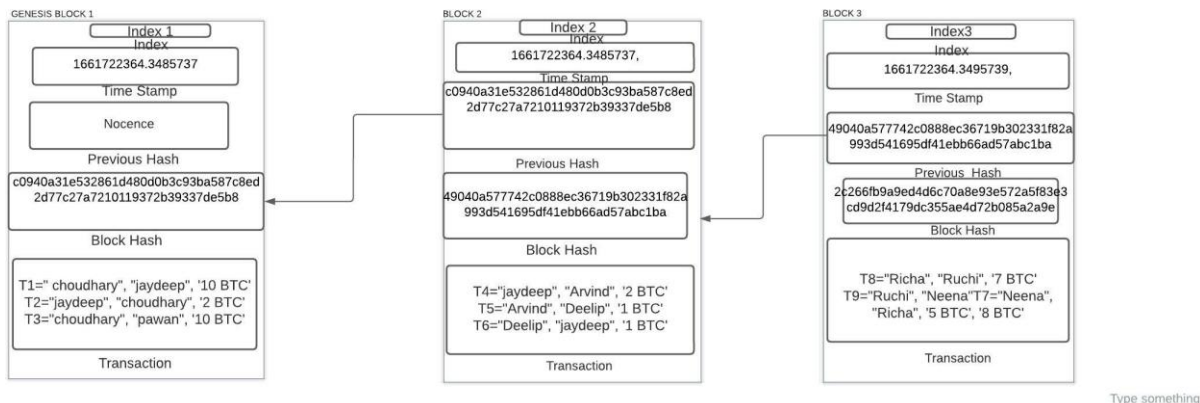 GENESIS BLOCK 1
Index 1
Index
1661722364.3485737
Time Stamp
Nocence
Previous Hash
c0940a31e532861d480d0b3c93ba587c8ed
2d77c27a7210119372b39337de5b8
Block Hash
T1=" choudhary", "jaydeep", '10 BTC'
T2="jaydeep", "choudhary", '2 BTC'
T3="choudhary", "pawan", '10 BTC'
Transaction
BLOCK 2
Index 2
Index
1661722364.3485737,
Time Stamp
c0940a31e532861d480d0b3c93ba587c8ed
2d77c27a7210119372b39337de5b8
Previous Hash
49040a577742c0888ec36719b302331f82a
993d541695df41ebb66ad57abc1ba
Block Hash
T4="jaydeep", "Arvind", '2 BTC'
T5="Arvind", "Deelip", '1 BTC'
T6="Deelip", "jaydeep", '1 BTC'
Transaction
BLOCK 3
Index3
Index
1661722364.3495739,
Time Stamp
49040a577742c0888ec36719b302331f82a
993d541695df41ebb66ad57abc1ba
Previous Hash
2c266fb9a9ed4d6c70a8e93e572a5f83e3
cd9d2f4179dc355ae4d72b085a2a9e
Block Hash
T8="Richa", "Ruchi", '7 BTC'
T9="Ruchi", "Neena"T7="Neena",
"Richa", '5 BTC', '8 BTC'
Transaction
Type something